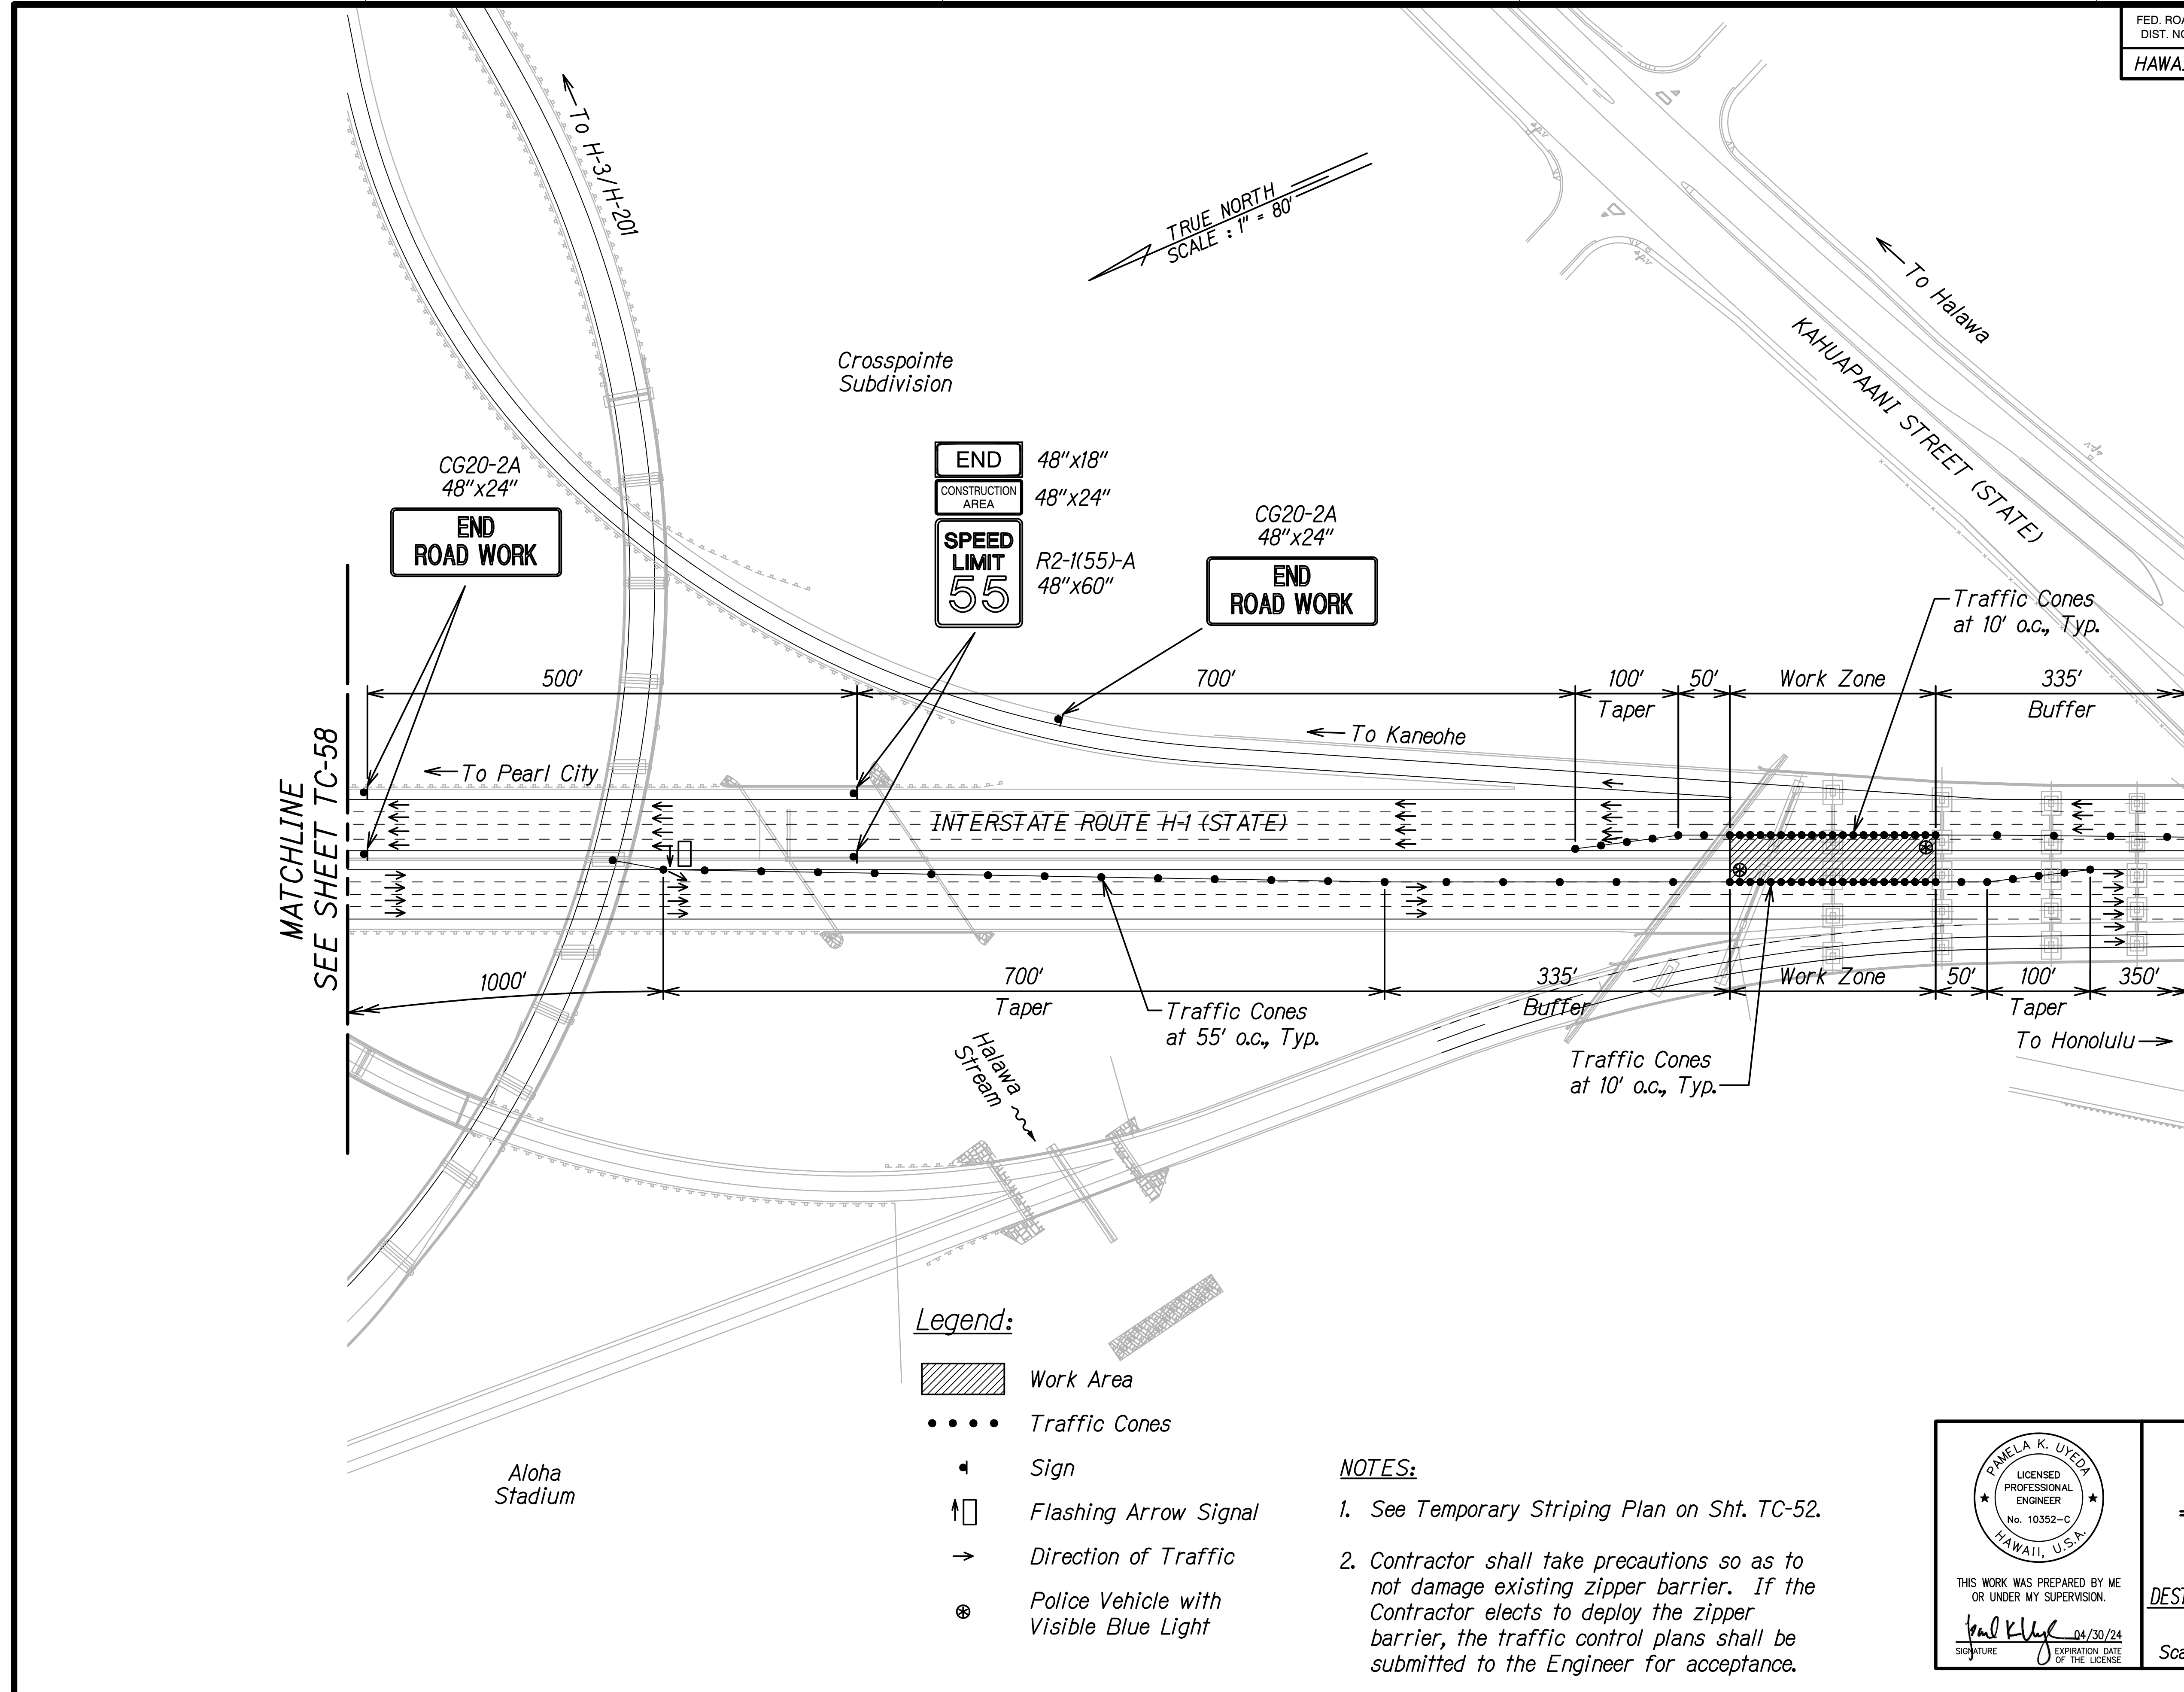 To H-3/H-201
TRUE NORTH
SCALE : 1" = 80'
HAWA
To Halawa
KAHUAPAANI STREET (STATE)
Crosspointe
Subdivision
CG20-2A
48"x24"
END
ROAD WORK
END
48"x18"
CONSTRUCTION
AREA
48"x24"
SPEED
LIMIT
55
R2-1(55)-A
48"x60"
CG20-2A
48"x24"
END
ROAD WORK
Traffic Cones
at 10' o.c., Typ.
500'
700'
100'
Taper
50'
Work Zone
335'
Buffer
To Kaneohe
To Pearl City
INTERSTATE ROUTE H-1 (STATE)
MATCHLINE
SEE SHEET TC-58
1000'
700'
Taper
335'
Buffer
Work Zone
50'
100'
Taper
350'
Traffic Cones
at 55' o.c., Typ.
To Honolulu
Traffic Cones
at 10' o.c., Typ.
Halawa
Stream
Aloha
Stadium
Legend:
Work Area
Traffic Cones
Sign
Flashing Arrow Signal
Direction of Traffic
Police Vehicle with
Visible Blue Light
NOTES:
1. See Temporary Striping Plan on Sht. TC-52.
2. Contractor shall take precautions so as to
not damage existing zipper barrier. If the
Contractor elects to deploy the zipper
barrier, the traffic control plans shall be
submitted to the Engineer for acceptance.
FED. ROA
DIST. NO
PAMELA K. UYEDA
LICENSED
PROFESSIONAL
ENGINEER
No. 10352-C
HAWAII, U.S.A.
THIS WORK WAS PREPARED BY ME
OR UNDER MY SUPERVISION.
04/30/24
SIGNATURE
EXPIRATION DATE
OF THE LICENSE